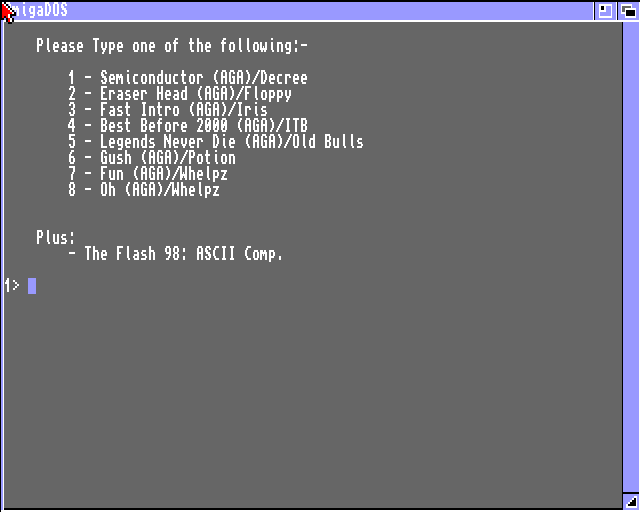 AmigaDOS
Please Type one of the following:-
1 - Semiconductor (AGA)/Decree
2 - Eraser Head (AGA)/Floppy
3 - Fast Intro (AGA)/Iris
4 - Best Before 2000 (AGA)/ITB
5 - Legends Never Die (AGA)/Old Bulls
6 - Gush (AGA)/Potion
7 - Fun (AGA)/Whelpz
8 - Oh (AGA)/Whelpz
Plus:
- The Flash 98: ASCII Comp.
1>